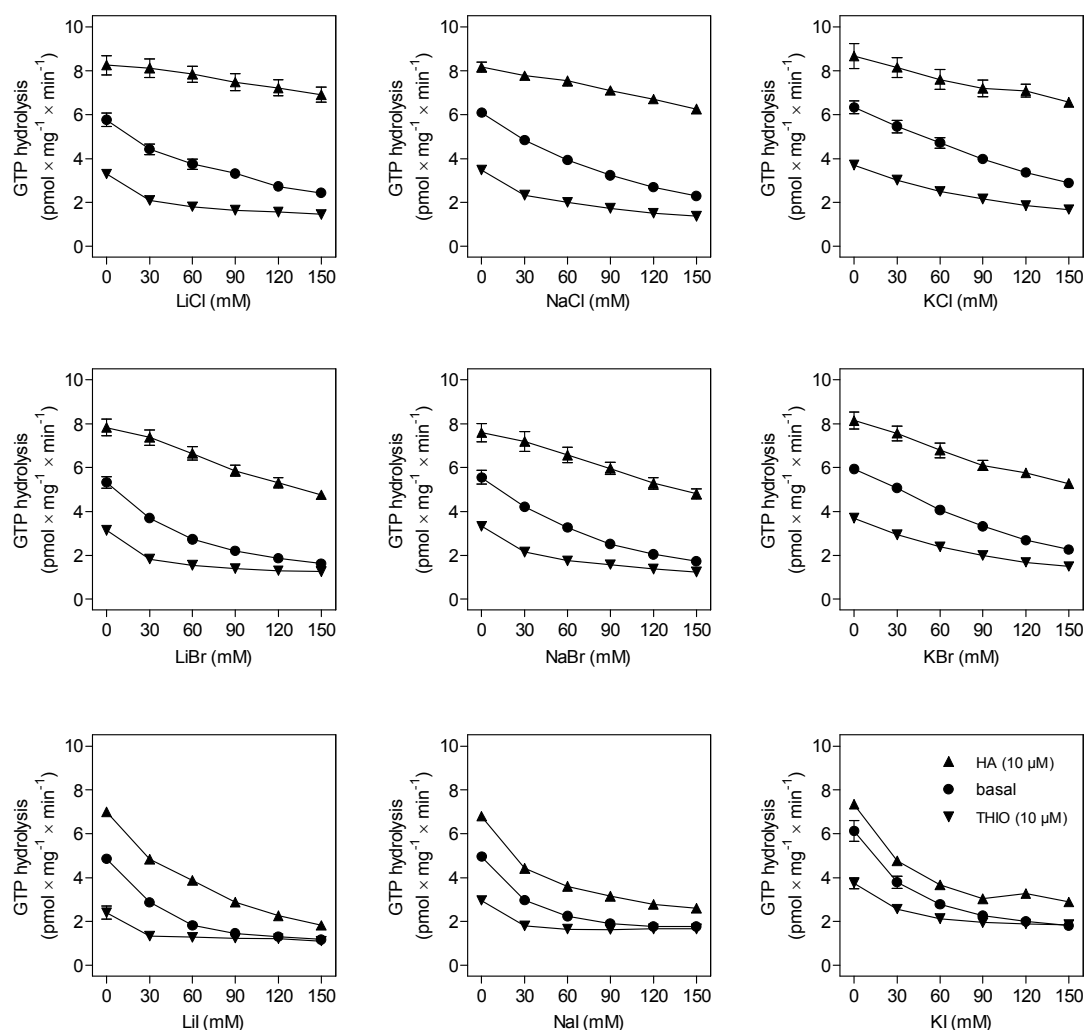 GTP hydrolysis
(pmol × mg⁻¹ × min⁻¹)
10
8
6
4
2
0
0 30 60 90 120 150
LiCl (mM)
GTP hydrolysis
(pmol × mg⁻¹ × min⁻¹)
10
8
6
4
2
0
0 30 60 90 120 150
NaCl (mM)
GTP hydrolysis
(pmol × mg⁻¹ × min⁻¹)
10
8
6
4
2
0
0 30 60 90 120 150
KCl (mM)
GTP hydrolysis
(pmol × mg⁻¹ × min⁻¹)
10
8
6
4
2
0
0 30 60 90 120 150
LiBr (mM)
GTP hydrolysis
(pmol × mg⁻¹ × min⁻¹)
10
8
6
4
2
0
0 30 60 90 120 150
NaBr (mM)
GTP hydrolysis
(pmol × mg⁻¹ × min⁻¹)
10
8
6
4
2
0
0 30 60 90 120 150
KBr (mM)
GTP hydrolysis
(pmol × mg⁻¹ × min⁻¹)
10
8
6
4
2
0
0 30 60 90 120 150
LiI (mM)
GTP hydrolysis
(pmol × mg⁻¹ × min⁻¹)
10
8
6
4
2
0
0 30 60 90 120 150
NaI (mM)
GTP hydrolysis
(pmol × mg⁻¹ × min⁻¹)
10
8
6
4
2
0
HA (10 µM)
basal
THIO (10 µM)
0 30 60 90 120 150
KI (mM)